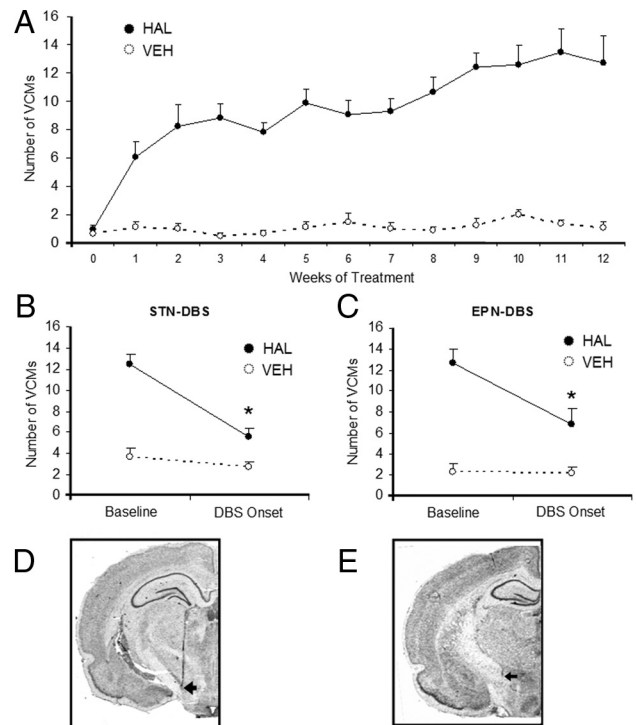 A
HAL
VEH
Number of VCMs
16
14
12
10
8
6
4
2
0
0 1 2 3 4 5 6 7 8 9 10 11 12
Weeks of Treatment
B
STN-DBS
HAL
VEH
Number of VCMs
16
14
12
10
8
6
4
2
0
*
Baseline DBS Onset
C
EPN-DBS
HAL
VEH
Number of VCMs
16
14
12
10
8
6
4
2
0
*
Baseline DBS Onset
D
E